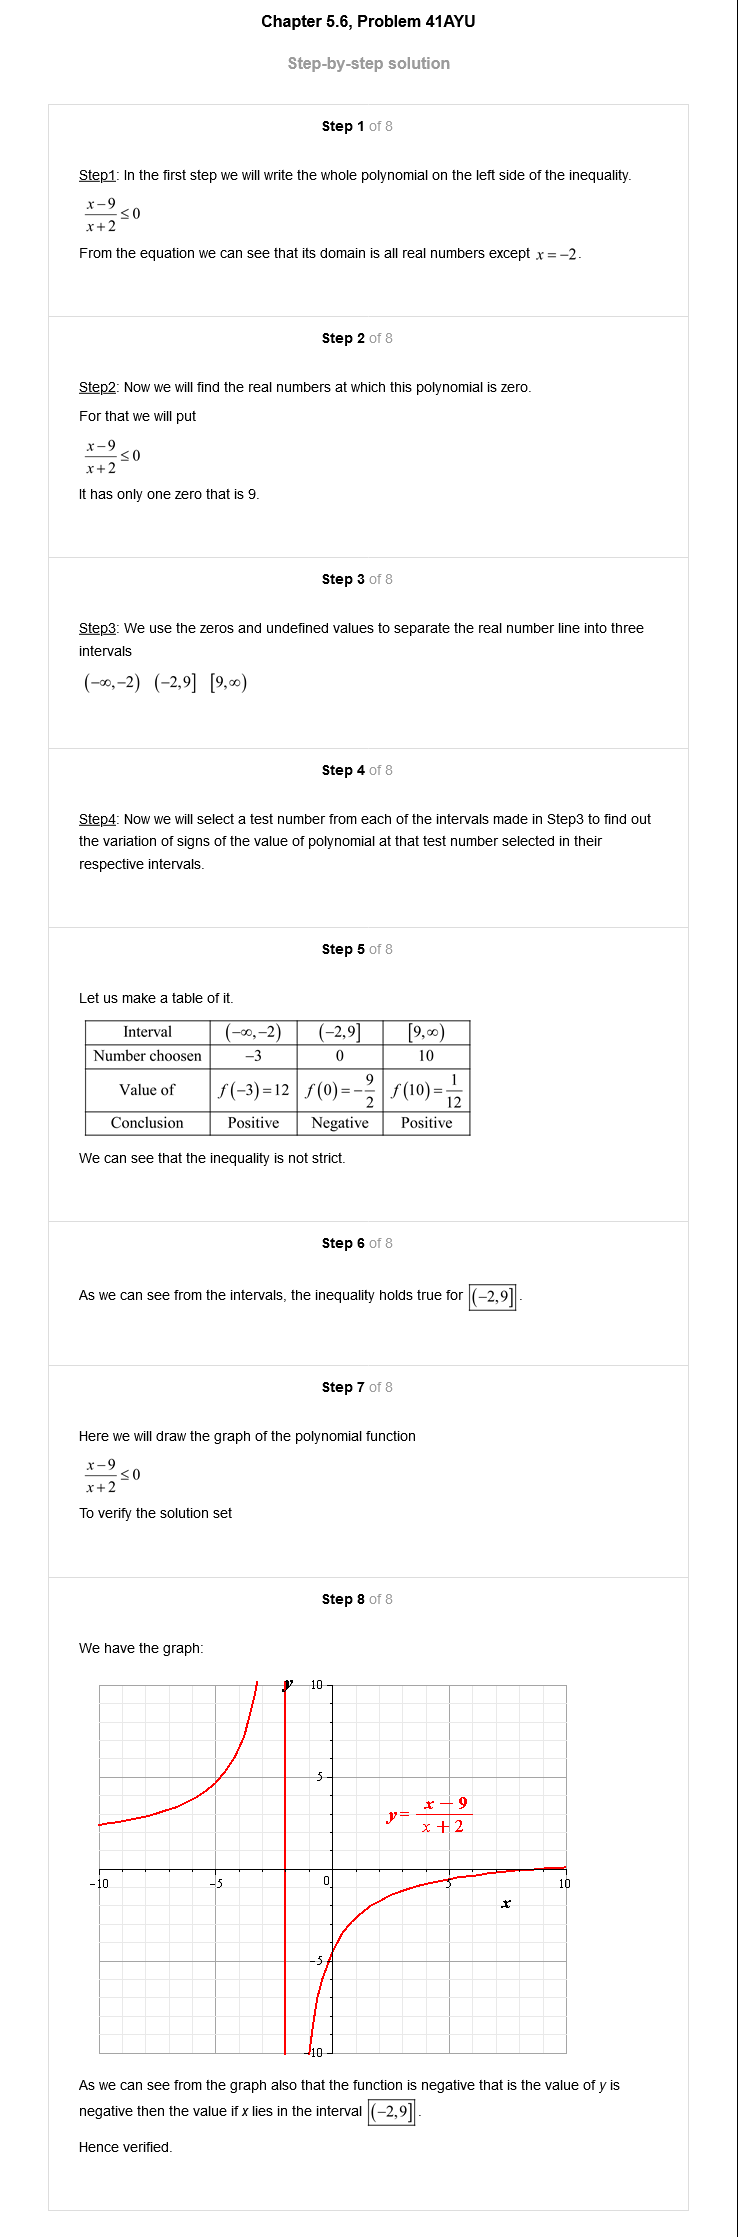 Chapter 5.6, Problem 41AYU
Step-by-step solution
Step 1 of 8
Step1: In the first step we will write the whole polynomial on the left side of the inequality.
x−9
x+2 ≤0
From the equation we can see that its domain is all real numbers except x=−2.
Step 2 of 8
Step2: Now we will find the real numbers at which this polynomial is zero.
For that we will put
x−9
x+2 ≤0
It has only one zero that is 9.
Step 3 of 8
Step3: We use the zeros and undefined values to separate the real number line into three
intervals
(−∞,−2) (−2,9] [9,∞)
Step 4 of 8
Step4: Now we will select a test number from each of the intervals made in Step3 to find out
the variation of signs of the value of polynomial at that test number selected in their
respective intervals.
Step 5 of 8
Let us make a table of it.
Interval (−∞,−2) (−2,9] [9,∞)
Number choosen −3 0 10
Value of f(−3)=12 f(0)=−9/2 f(10)=1/12
Conclusion Positive Negative Positive
We can see that the inequality is not strict.
Step 6 of 8
As we can see from the intervals, the inequality holds true for (−2,9].
Step 7 of 8
Here we will draw the graph of the polynomial function
x−9
x+2 ≤0
To verify the solution set
Step 8 of 8
We have the graph:
y 10
5
y= x−9
x+2
−10 −5 0 5 10
x
−5
−10
As we can see from the graph also that the function is negative that is the value of y is
negative then the value if x lies in the interval (−2,9].
Hence verified.